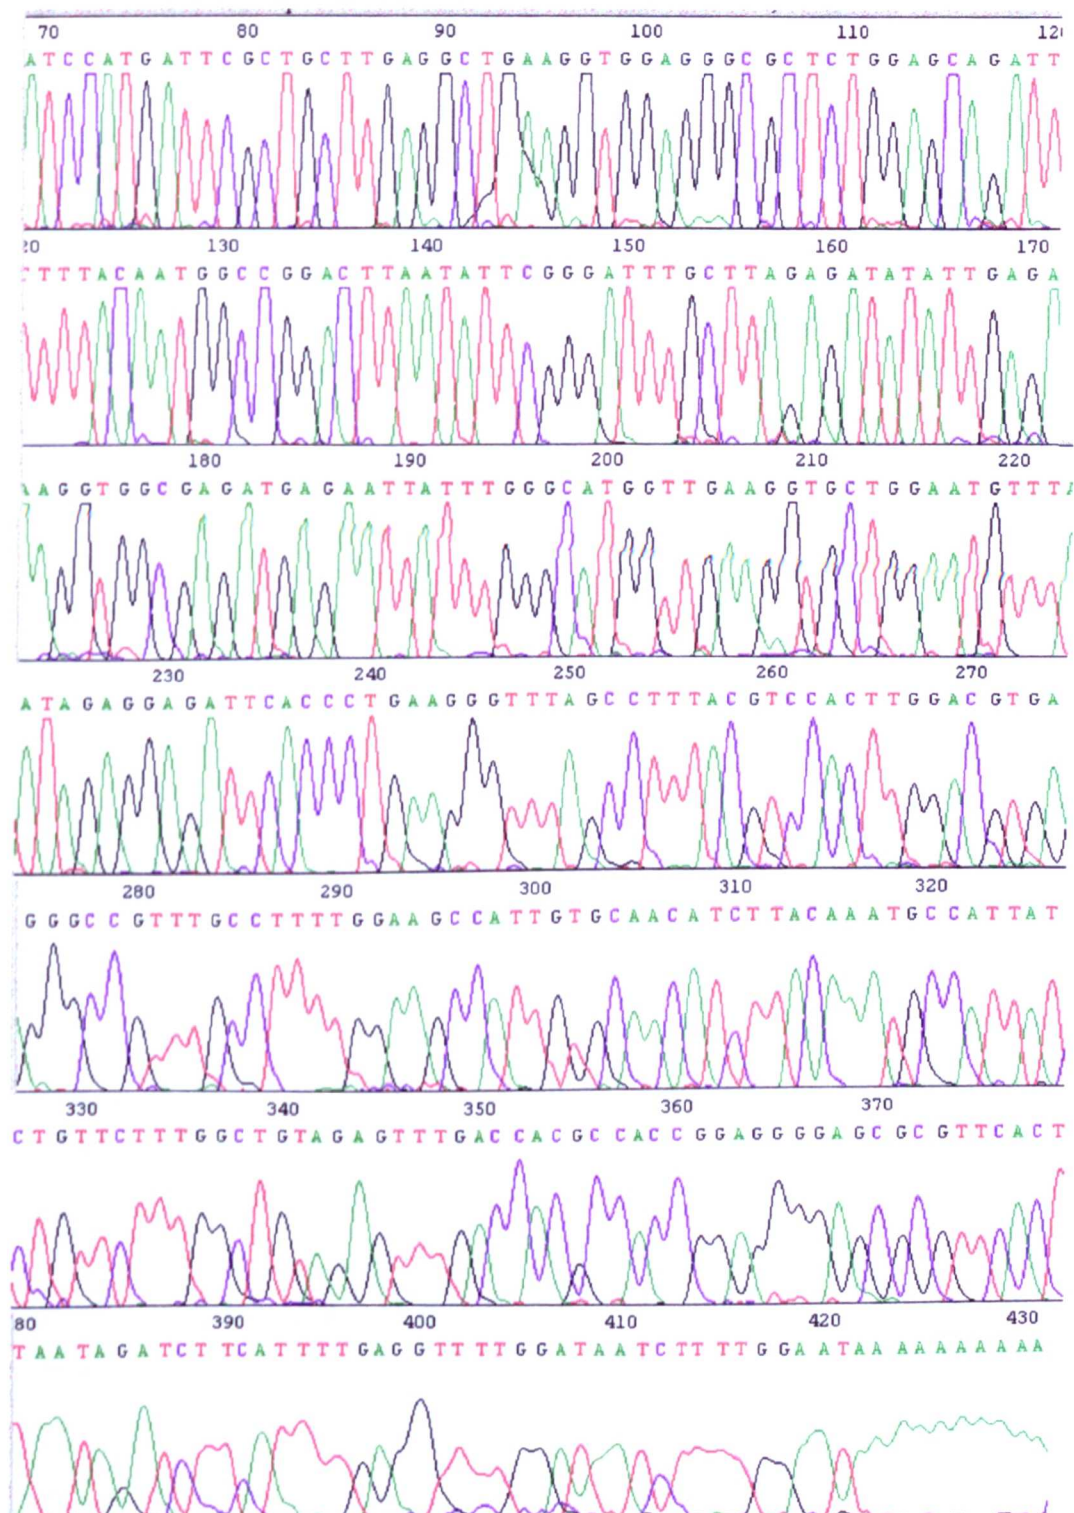 70 80 90 100 110 12
ATCCATGATTCGCTGCTTGAGGCTGAAGGTGGAGGGCGCTCTGGAGCAGATT
20 130 140 150 160 170
CTTTACAATGGCCGGACTTAATATTCGGGATTTGCTTAGAGATATATTGAGA
180 190 200 210 220
AAGGTGGCGAGATGAGAATTATTTGGGCATGGTTGAAGGTGCTGGAATGTTTA
230 240 250 260 270
ATAGAGGAGATTCACCCTGAAGGGTTTAGCCTTTACGTCCACTTGGACGTGA
280 290 300 310 320
GGGCCGTTTGCCTTTTGGAAGCCATTGTGCAACATCTTACAAATGCCATTAT
330 340 350 360 370
CTGTTCTTTGGCTGTAGAGTTTGACCACGCCACCGGAGGGGAGCGCGTTCACT
80 390 400 410 420 430
TAATAGATCTTCATTTTGAGGTTTTGGATAATCTTTTGGAATAAAAAAAAAA